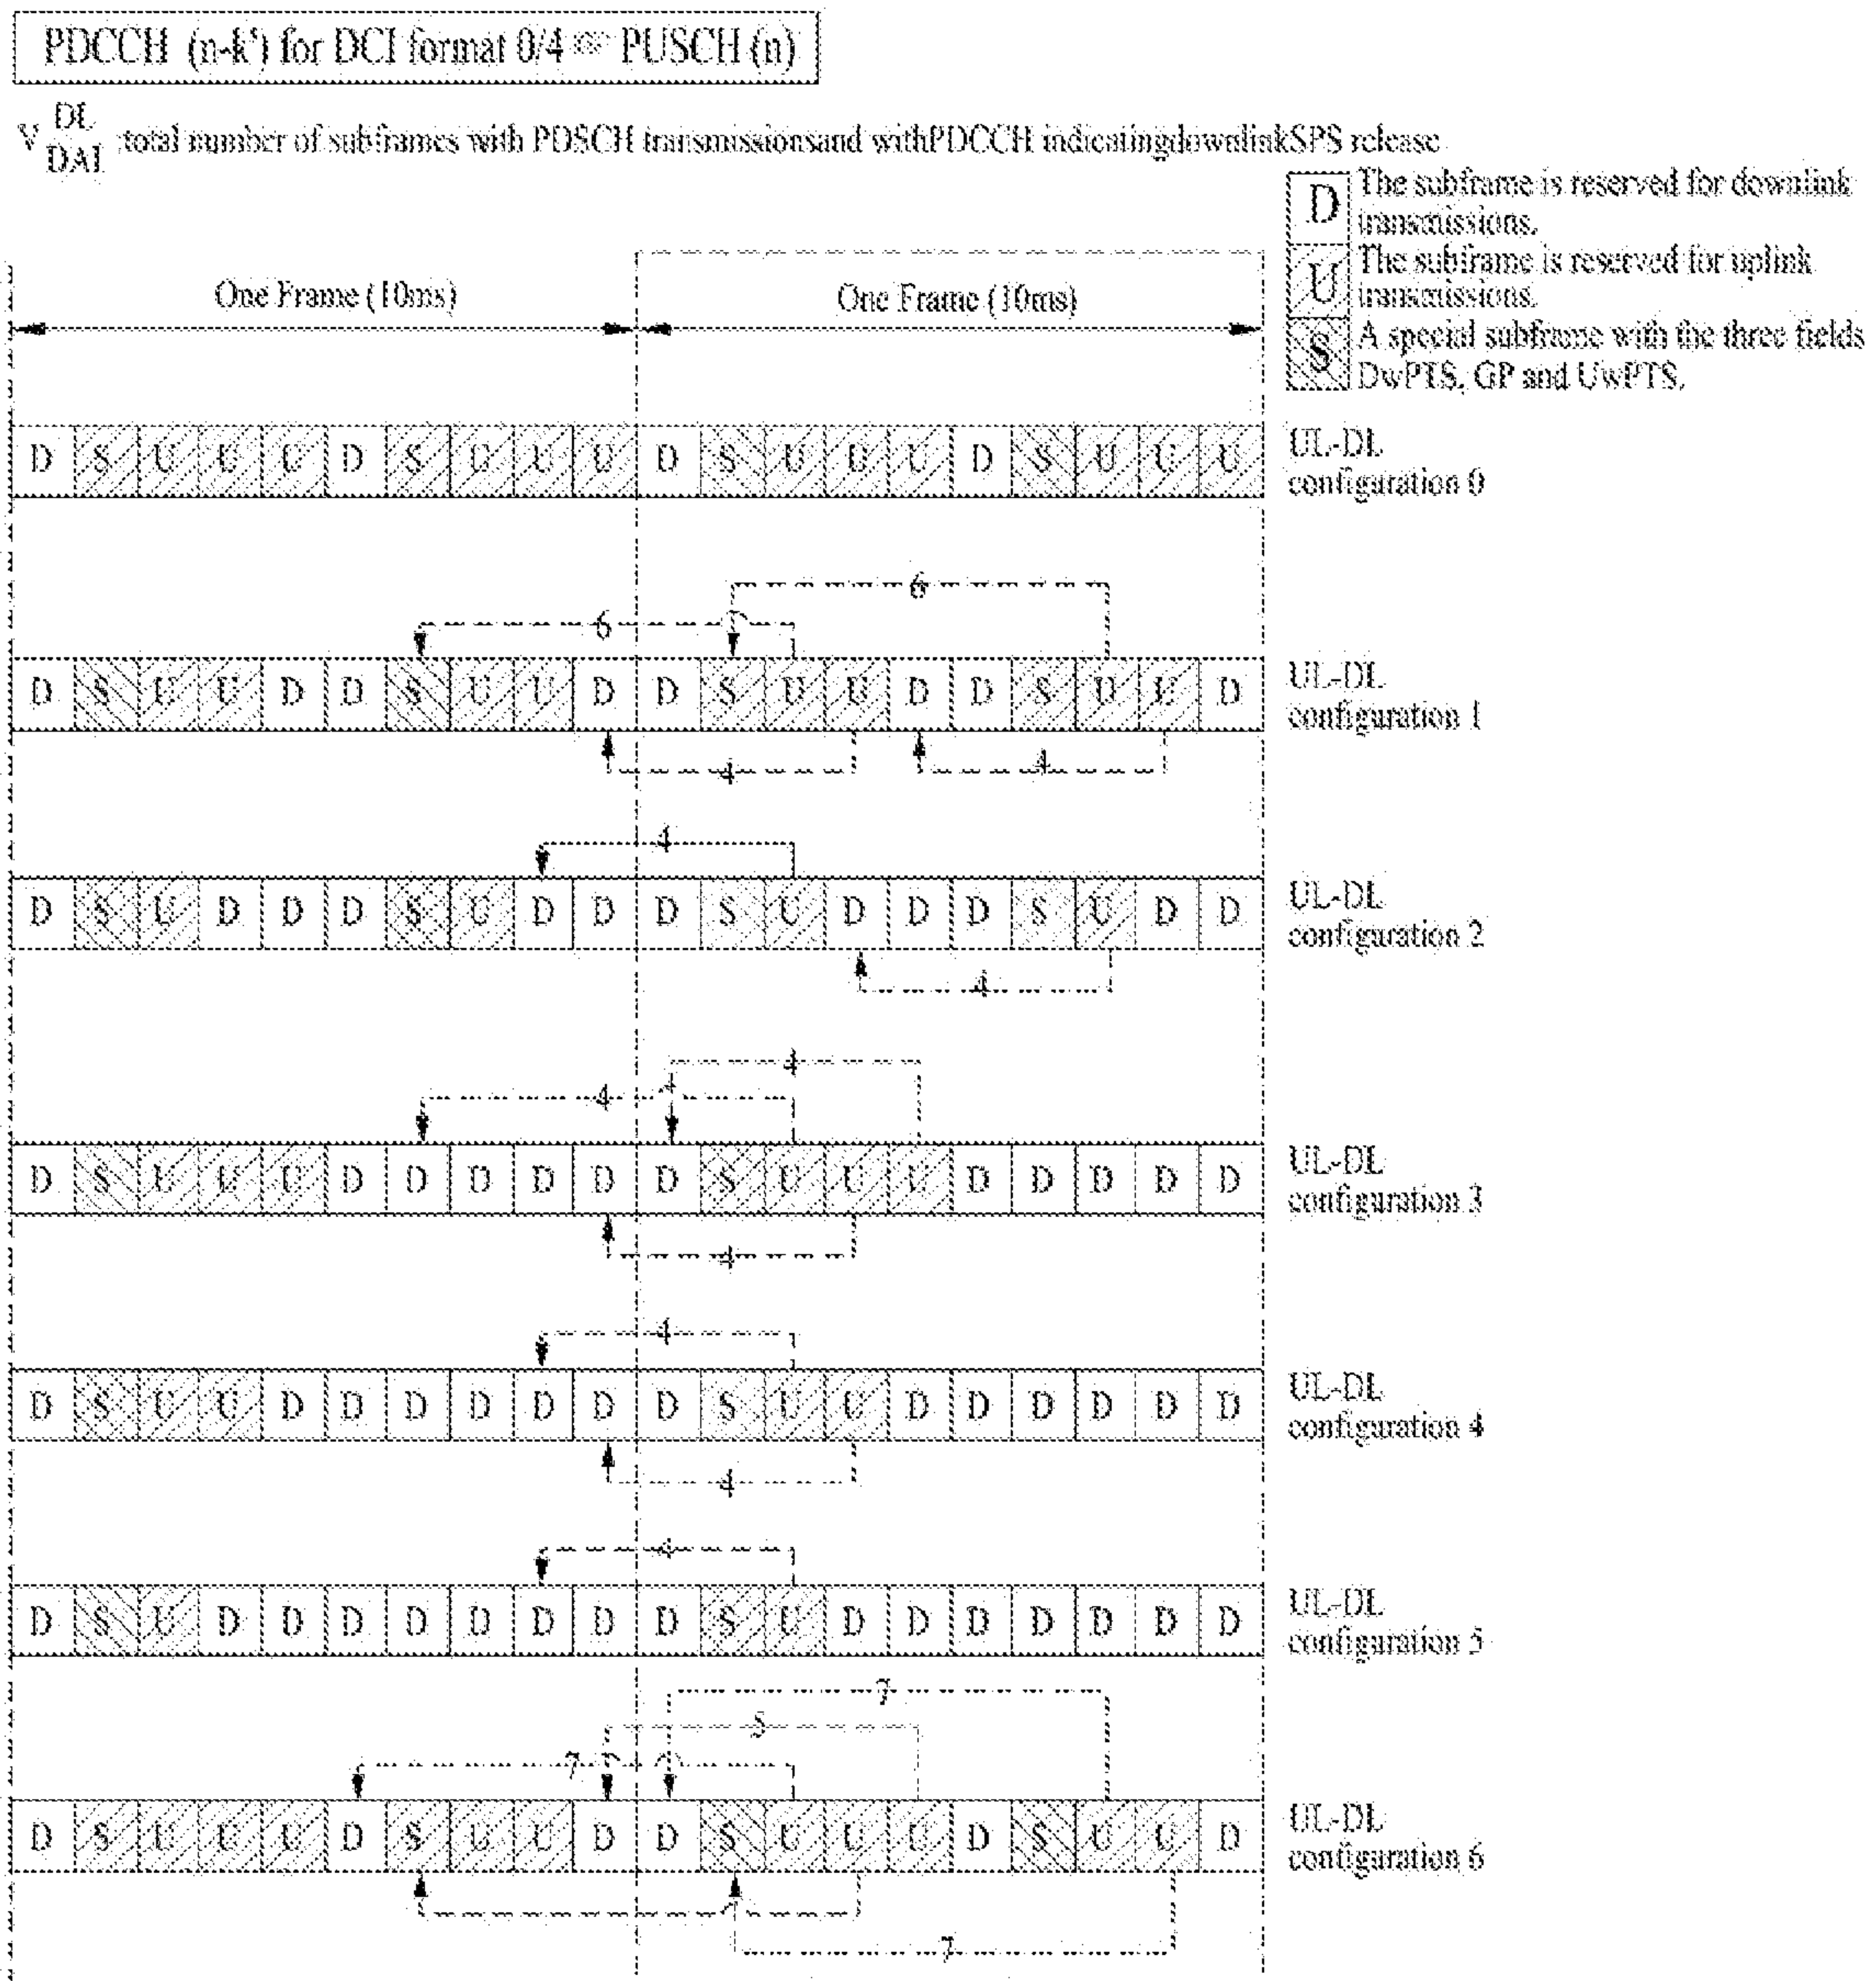 PDCCH (n-k') for DCI format 0/4 PUSCH (n)
V DL DAI :total number of subframes with PDSCH transmissionsand withPDCCH indicatingdownlinkSPS release
D The subframe is reserved for downlink
transmissions.
U The subframe is reserved for uplink
transmissions.
S A special subframe with the three fields
DwPTS, GP and UwPTS.
One Frame (10ms) One Frame (10ms)
D S U U U D S U U U D S U U U D S U U U
UL-DL
configuration 0
6
6
D S U U D D S U U D D S U U D D S U U D
UL-DL
configuration 1
4 4
4
D S U D D D S U D D D S U D D D S U D D
UL-DL
configuration 2
4
4
4
D S U U U D D D D D D S U U U D D D D D
UL-DL
configuration 3
4
4
D S U U D D D D D D D S U U D D D D D D
UL-DL
configuration 4
4
4
D S U D D D D D D D D S U D D D D D D D
UL-DL
configuration 5
7
5
7
D S U U U D S U U D D S U U U D S U U D
UL-DL
configuration 6
7